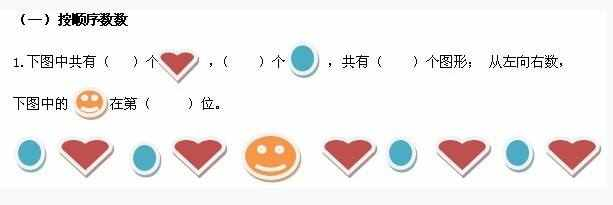 （一）按顺序数数
1.下图中共有（ ）个 ，（ ）个 ，共有（ ）个图形； 从左向右数，
下图中的 在第（ ）位。